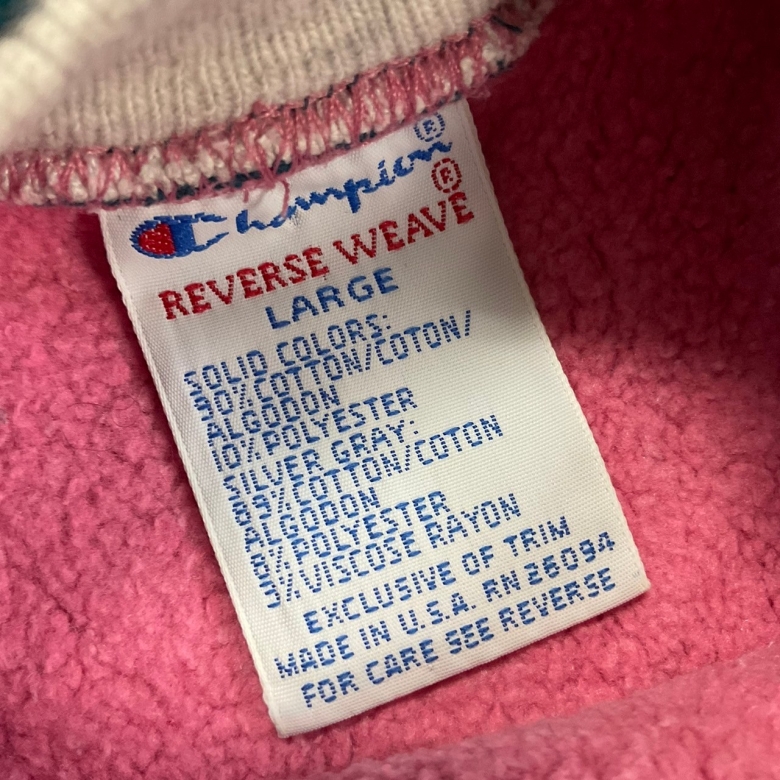 Champion®
REVERSE WEAVE®
LARGE
SOLID COLORS:
90%COTTON/COTON/
ALGODON
10%POLYESTER
SILVER GRAY:
89%COTTON/COTON
ALGODON
8%POLYESTER
3%VISCOSE RAYON
EXCLUSIVE OF TRIM
MADE IN U.S.A. RN 26094
FOR CARE SEE REVERSE